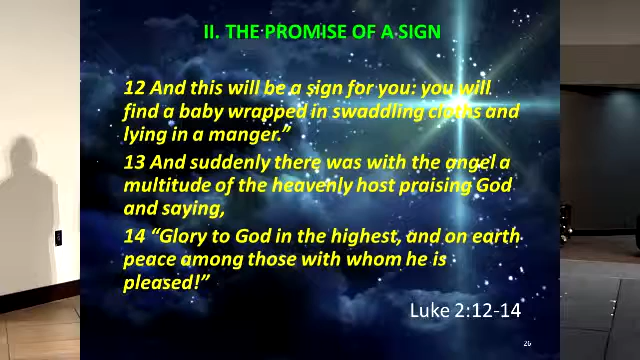 II. THE PROMISE OF A SIGN
12 And this will be a sign for you: you will
find a baby wrapped in swaddling cloths and
lying in a manger.”
13 And suddenly there was with the angel a
multitude of the heavenly host praising God
and saying,
14 “Glory to God in the highest, and on earth
peace among those with whom he is
pleased!”
Luke 2:12-14
26